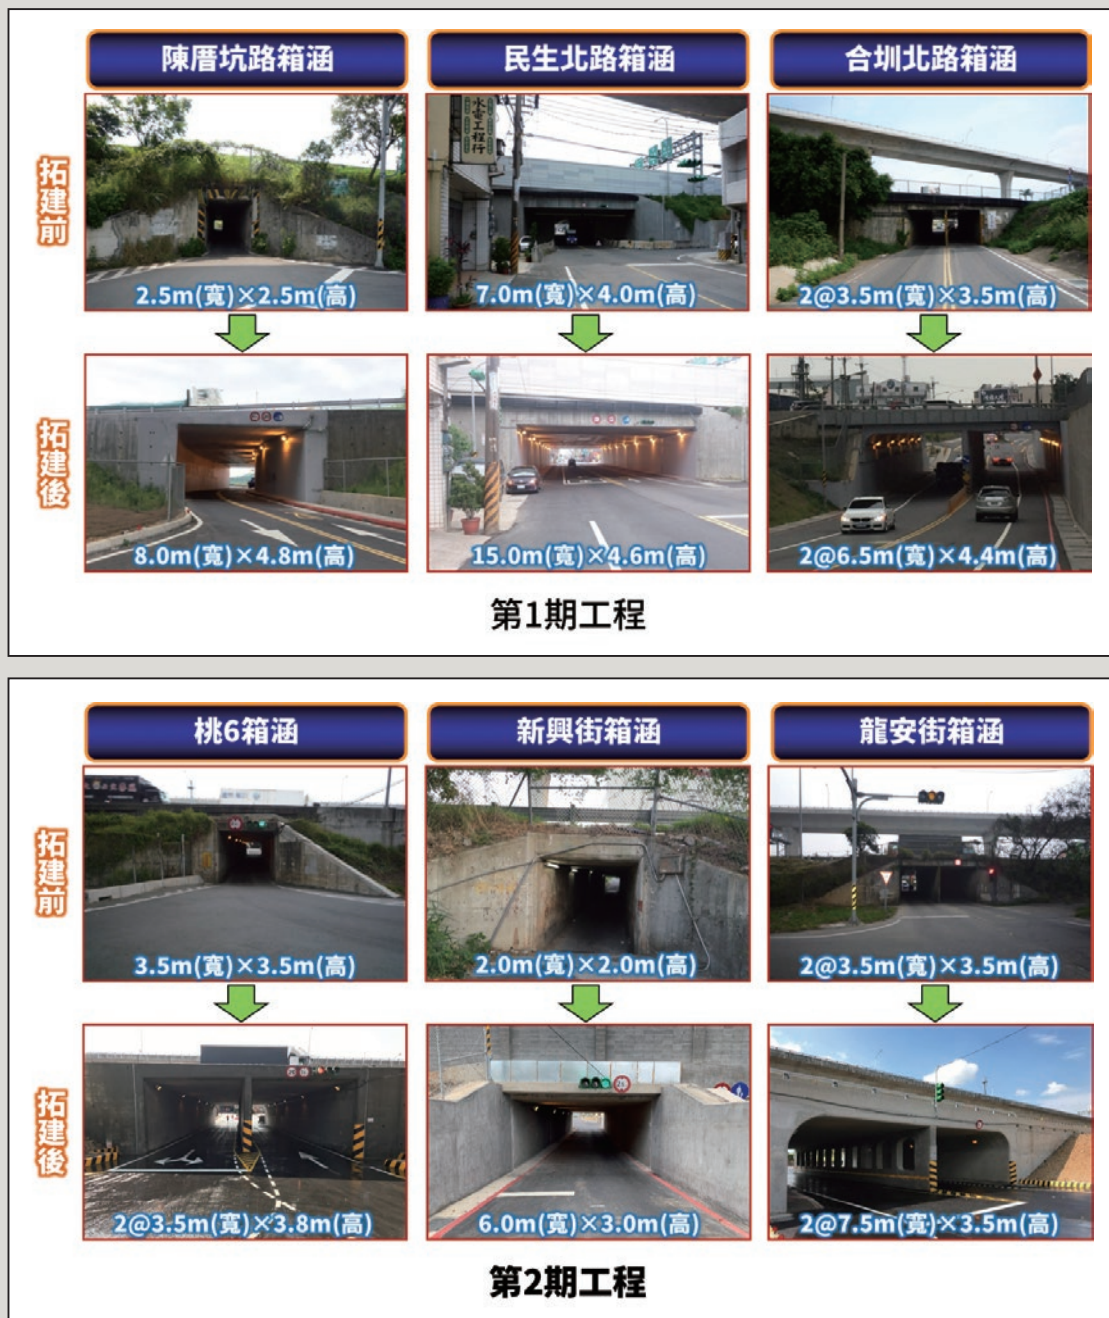 陳厝坑路箱涵
民生北路箱涵
合圳北路箱涵
拓建前
水電工程行
2.5m(寬)×2.5m(高)
7.0m(寬)×4.0m(高)
2@3.5m(寬)×3.5m(高)
拓建後
8.0m(寬)×4.8m(高)
15.0m(寬)×4.6m(高)
2@6.5m(寬)×4.4m(高)
第1期工程
桃6箱涵
新興街箱涵
龍安街箱涵
拓建前
3.5m(寬)×3.5m(高)
2.0m(寬)×2.0m(高)
2@3.5m(寬)×3.5m(高)
拓建後
2@3.5m(寬)×3.8m(高)
6.0m(寬)×3.0m(高)
2@7.5m(寬)×3.5m(高)
第2期工程